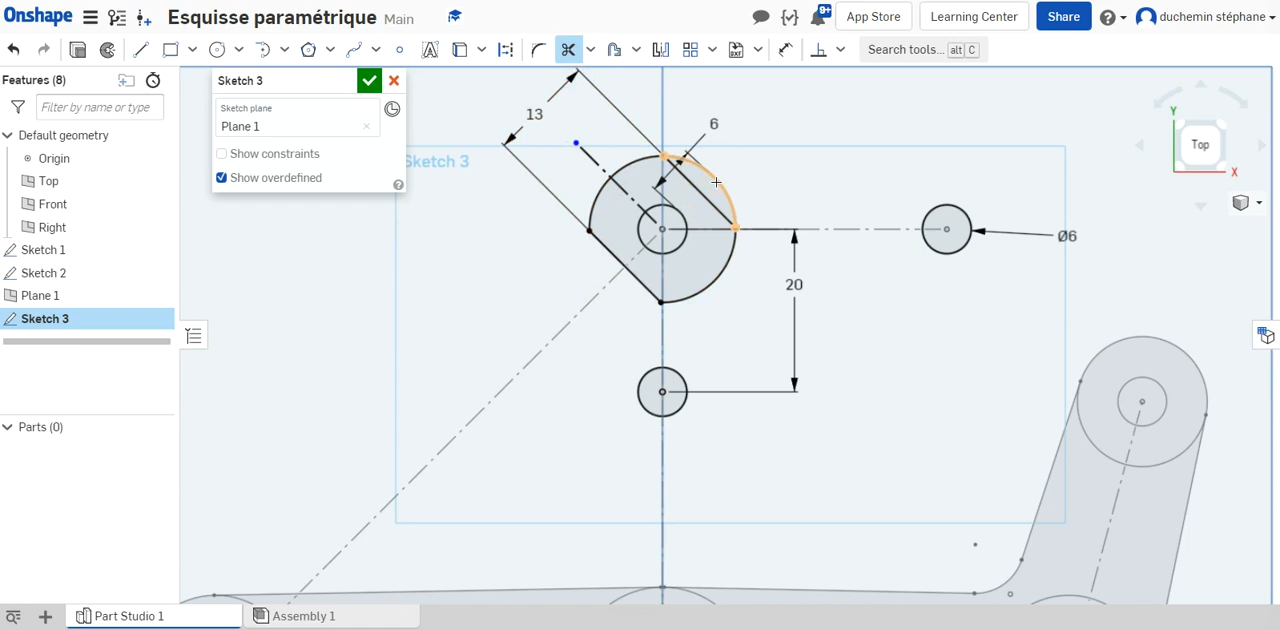 Onshape Esquisse paramétrique Main 9+ App Store Learning Center Share duchemin stéphane
Search tools... alt C
Features (8)
Filter by name or type
Default geometry
Origin
Top
Front
Right
Sketch 1
Sketch 2
Plane 1
Sketch 3
Parts (0)
Sketch 3
Sketch plane
Plane 1
Show constraints
Show overdefined
Sketch 3
13
6
20
Ø6
Y
Top
X
Part Studio 1 Assembly 1